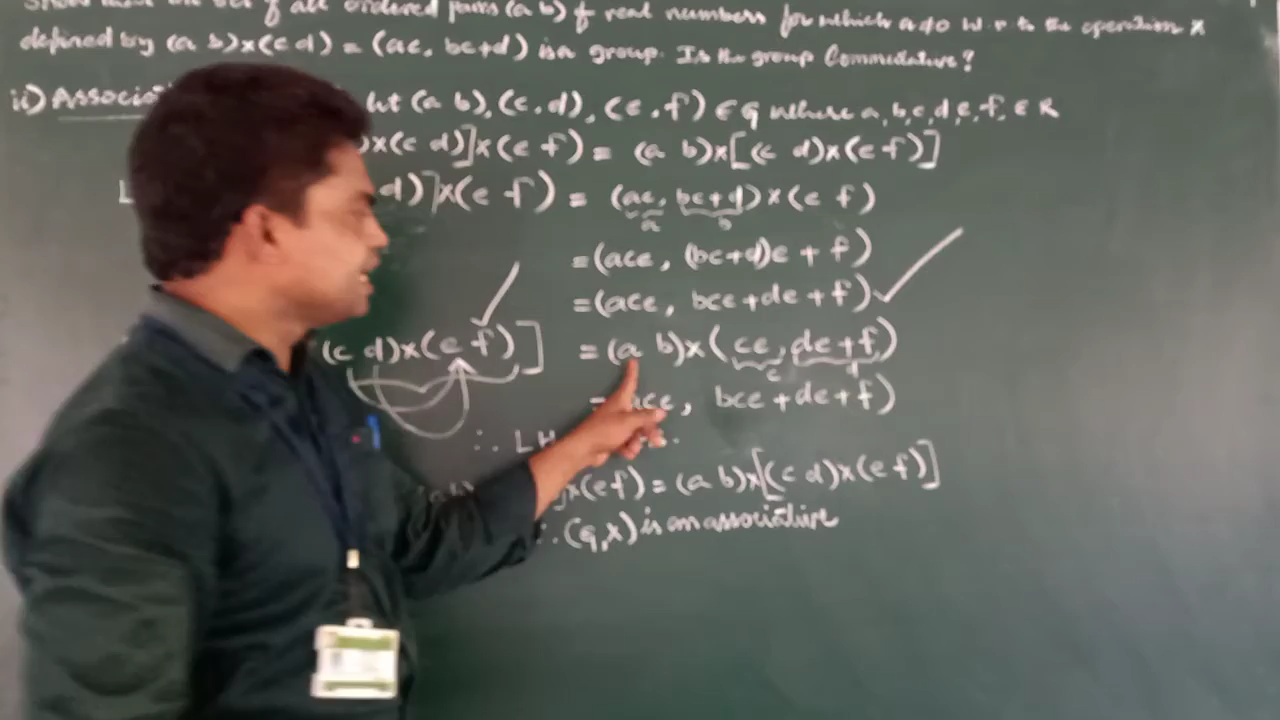 Show that the set of all ordered pairs (a b) of real numbers for which a≠0 w.r.to the operation ×
defined by (a b)×(c d) = (ac, bc+d) is a group. Is the group Commutative?
ii) Let (a b), (c, d), (e, f) ∈ G where a, b, c, d, e, f, ∈ R
×(c d)]×(e f) = (a b)×[(c d)×(e f)]
d)]×(e f) = (ac, bc+d)×(e f)
a b
=(ace, (bc+d)e + f)
=(ace, bce+de+f)
(c d)×(e f)] =(a b)×(ce, de+f)
c d
ce, bce+de+f)
∴ LH
×(e f) = (a b)×[(c d)×(e f)]
∴ (G, ×) is an associative